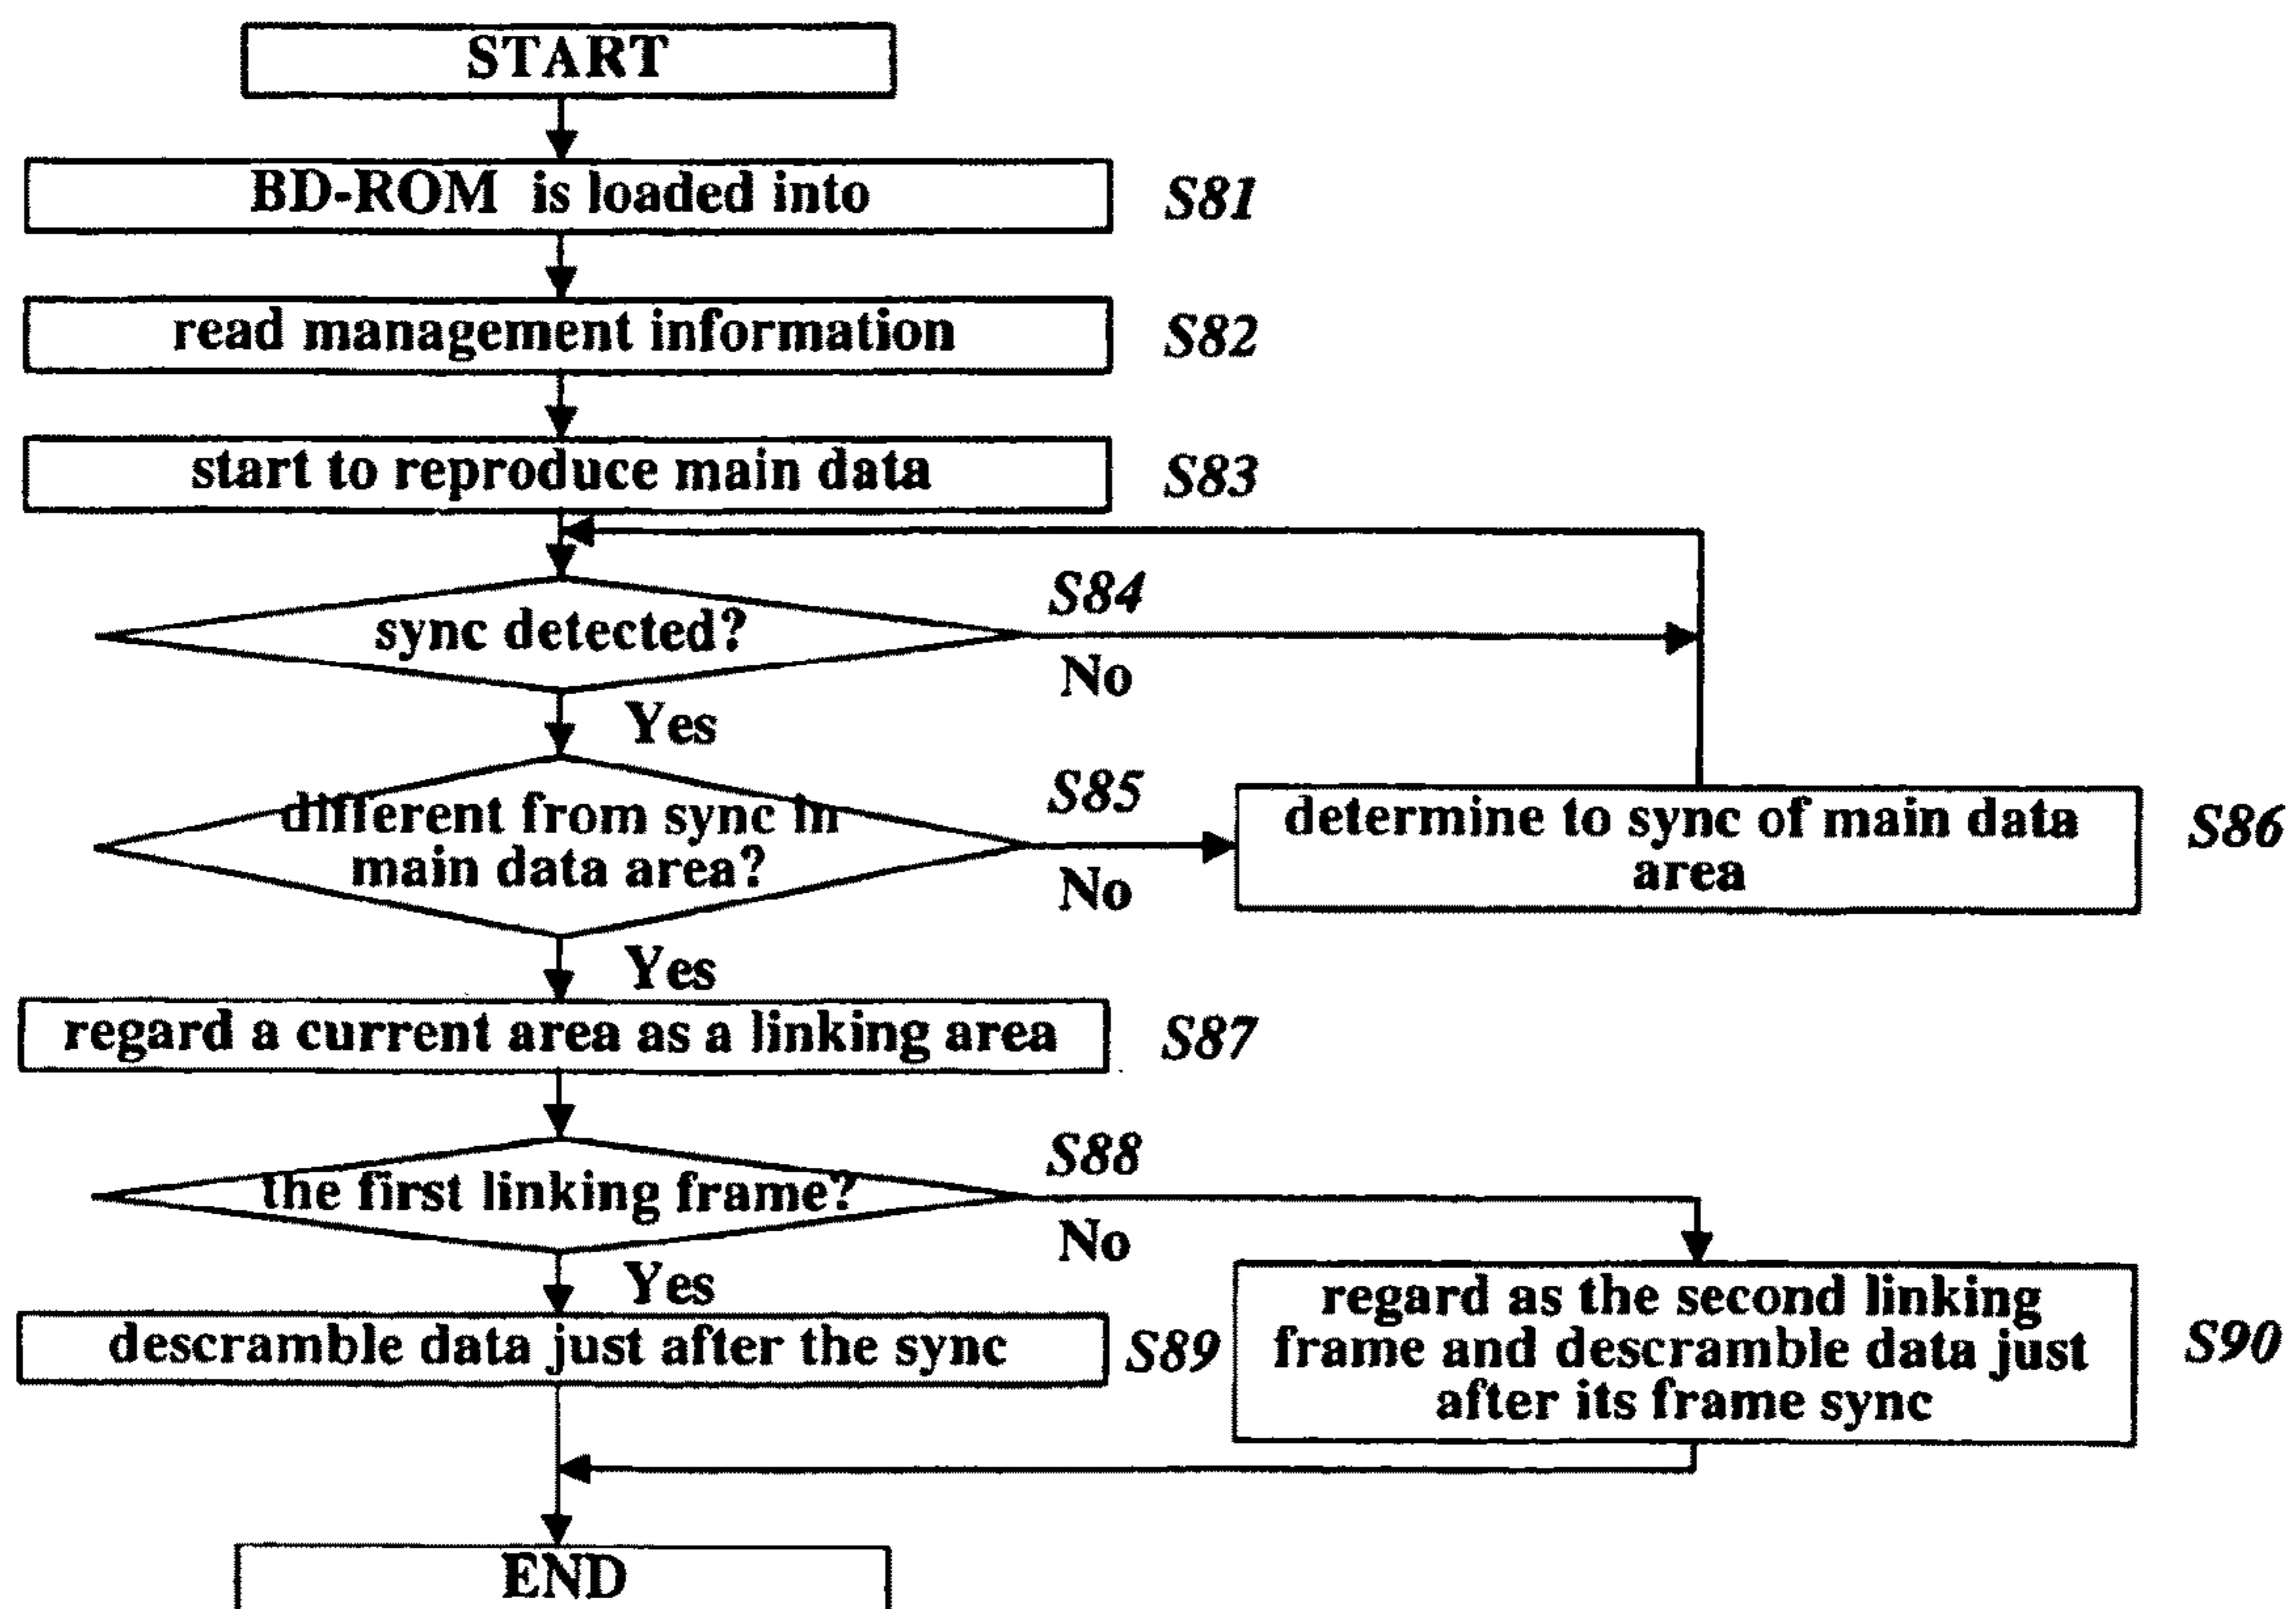 START
BD-ROM is loaded into
S81
read management information
S82
start to reproduce main data
S83
sync detected?
S84
No
Yes
different from sync in
main data area?
S85
No
determine to sync of main data
area
S86
Yes
regard a current area as a linking area
S87
the first linking frame?
S88
No
Yes
descramble data just after the sync
S89
regard as the second linking
frame and descramble data just
after its frame sync
S90
END